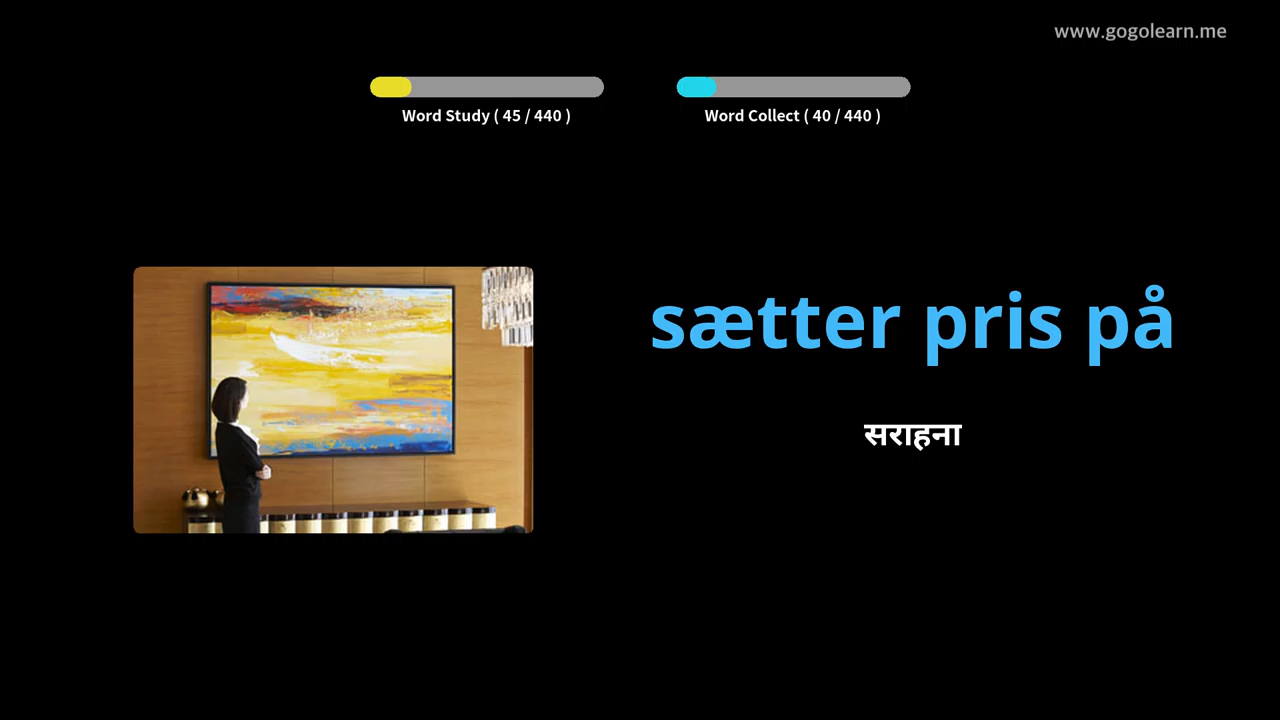 www.gogolearn.me
Word Study ( 45 / 440 )
Word Collect ( 40 / 440 )
sætter pris på
सराहना